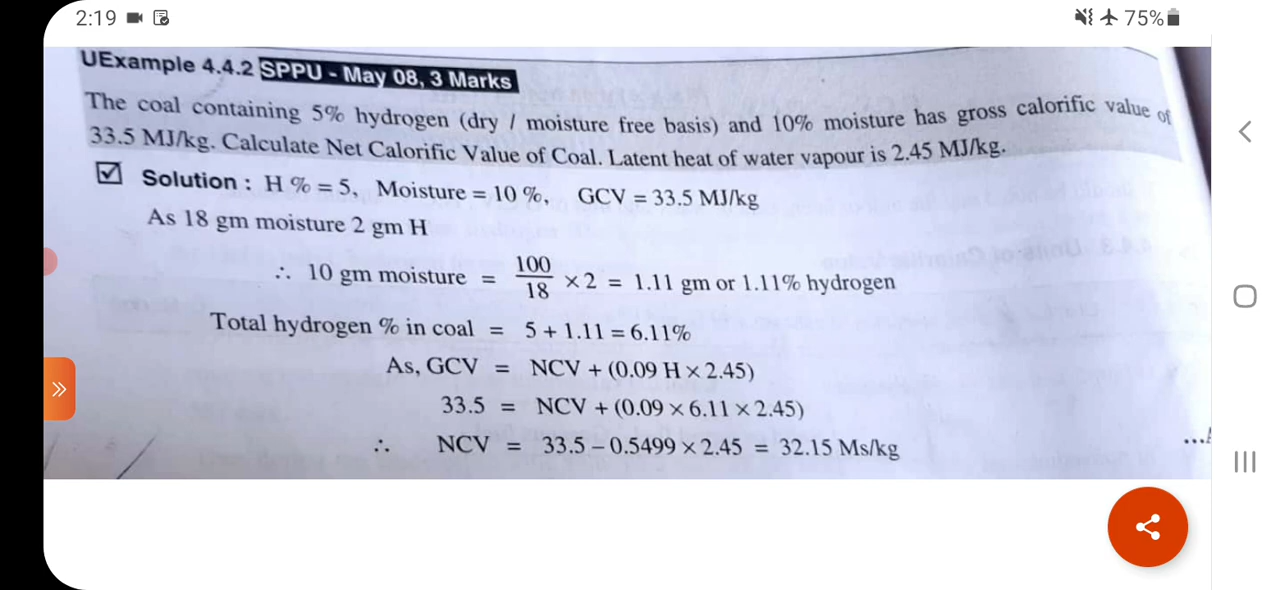 2:19 75%
UExample 4.4.2 SPPU - May 08, 3 Marks
The coal containing 5% hydrogen (dry / moisture free basis) and 10% moisture has gross calorific value of
33.5 MJ/kg. Calculate Net Calorific Value of Coal. Latent heat of water vapour is 2.45 MJ/kg.
☑ Solution : H % = 5, Moisture = 10 %, GCV = 33.5 MJ/kg
As 18 gm moisture 2 gm H
∴ 10 gm moisture = 100/18 × 2 = 1.11 gm or 1.11% hydrogen
Total hydrogen % in coal = 5 + 1.11 = 6.11%
As, GCV = NCV + (0.09 H × 2.45)
33.5 = NCV + (0.09 × 6.11 × 2.45)
∴ NCV = 33.5 – 0.5499 × 2.45 = 32.15 Ms/kg